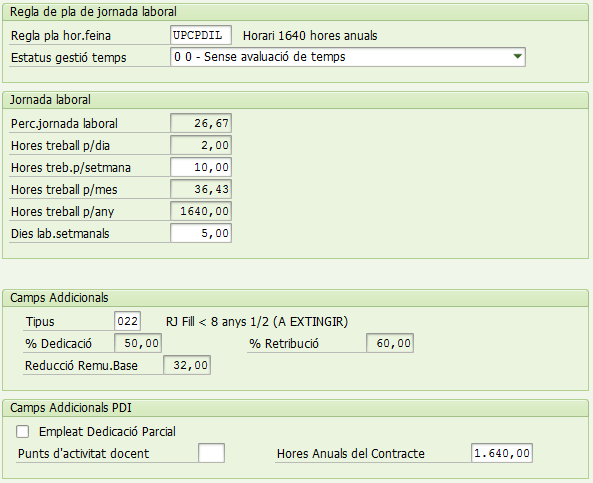 Regla de pla de jornada laboral
Regla pla hor.feina UPCPDIL Horari 1640 hores anuals
Estatus gestió temps 0 0 - Sense avaluació de temps
Jornada laboral
Perc.jornada laboral 26,67
Hores treball p/dia 2,00
Hores treb.p/setmana 10,00
Hores treball p/mes 36,43
Hores treball p/any 1640,00
Dies lab.setmanals 5,00
Camps Addicionals
Tipus 022 RJ Fill < 8 anys 1/2 (A EXTINGIR)
% Dedicació 50,00 % Retribució 60,00
Reducció Remu.Base 32,00
Camps Addicionals PDI
Empleat Dedicació Parcial
Punts d'activitat docent Hores Anuals del Contracte 1.640,00